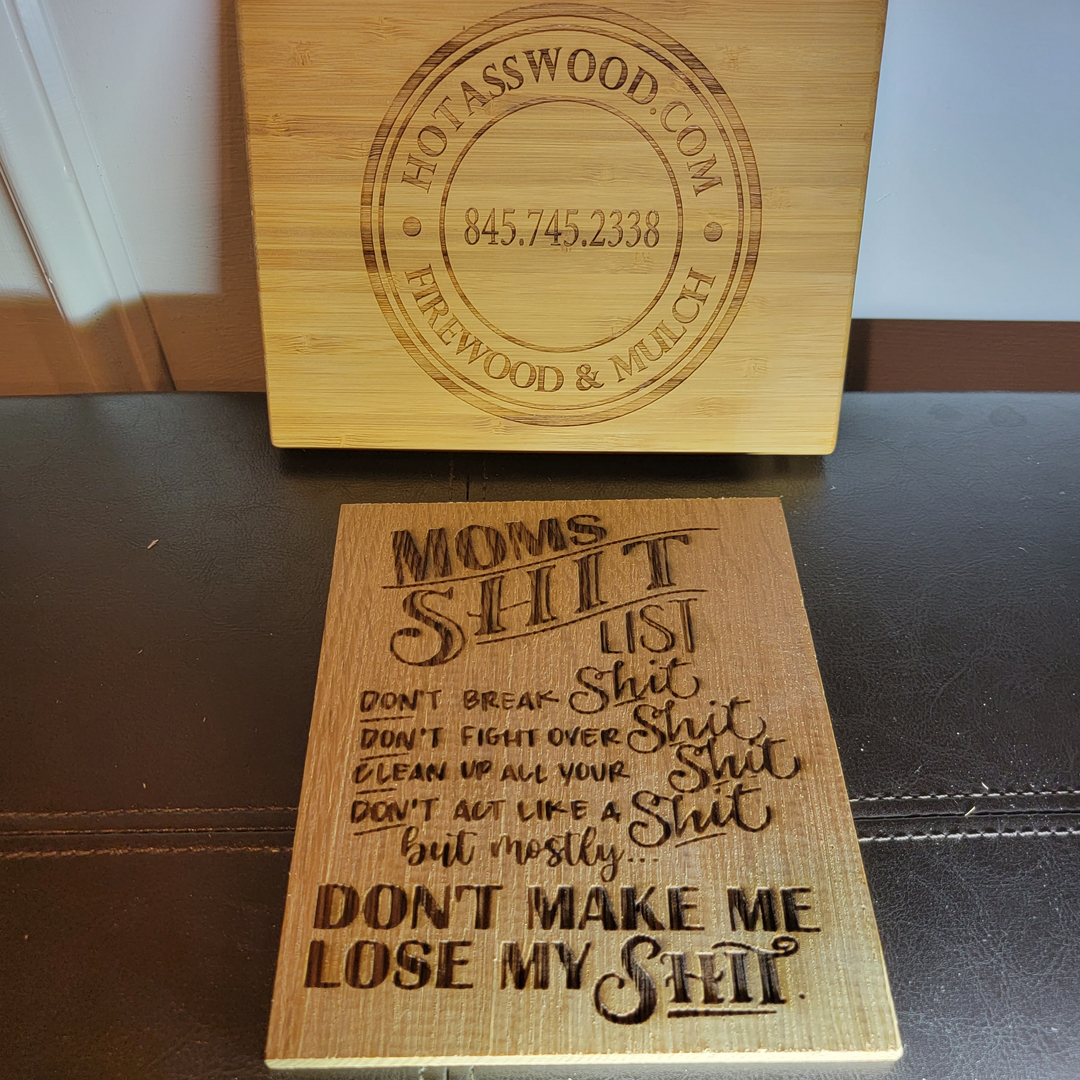 HOTASSWOOD.COM
845.745.2338
FIREWOOD & MULCH
MOMS
SHIT
LIST
DON'T BREAK Shit
DON'T FIGHT OVER Shit
CLEAN UP ALL YOUR Shit
DON'T ACT LIKE A Shit
but mostly...
DON'T MAKE ME
LOSE MY SHIT.